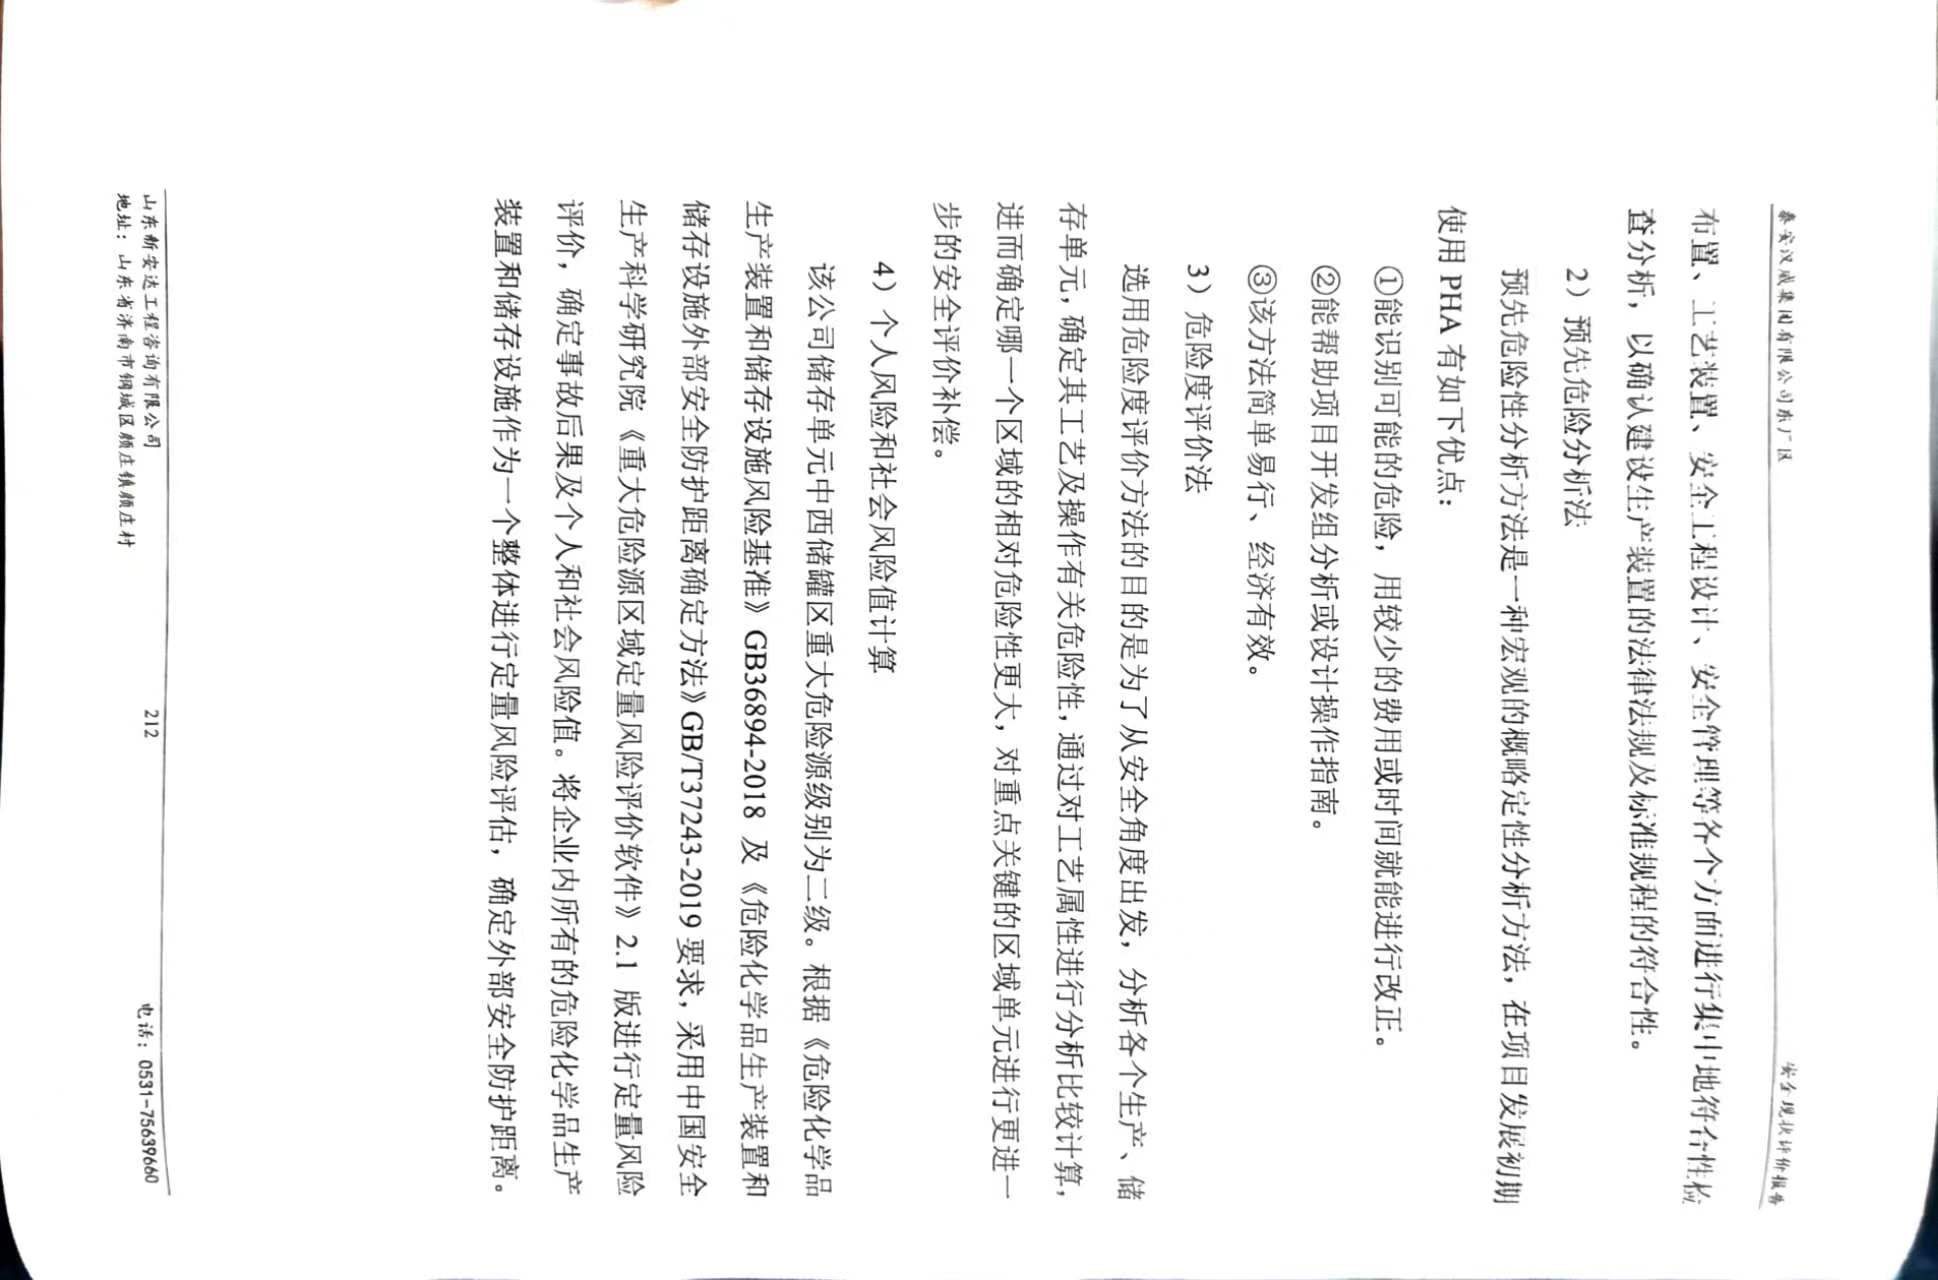 泰安汉威集团有限公司东厂区
安全现状评价报告
布置、工艺装置、安全工程设计、安全管理等各个方面进行集中地符合性检
查分析，以确认建设生产装置的法律法规及标准规程的符合性。
2）预先危险分析法
预先危险性分析方法是一种宏观的概略定性分析方法，在项目发展初期
使用 PHA 有如下优点：
①能识别可能的危险，用较少的费用或时间就能进行改正。
②能帮助项目开发组分析或设计操作指南。
③该方法简单易行、经济有效。
3）危险度评价法
选用危险度评价方法的目的是为了从安全角度出发，分析各个生产、储
存单元，确定其工艺及操作有关危险性，通过对工艺属性进行分析比较计算，
进而确定哪一个区域的相对危险性更大，对重点关键的区域单元进行更进一
步的安全评价补偿。
4）个人风险和社会风险值计算
该公司储存单元中西储罐区重大危险源级别为二级。根据《危险化学品
生产装置和储存设施风险基准》GB36894-2018 及《危险化学品生产装置和
储存设施外部安全防护距离确定方法》GB/T37243-2019 要求，采用中国安全
生产科学研究院《重大危险源区域定量风险评价软件》2.1 版进行定量风险
评价，确定事故后果及个人和社会风险值。将企业内所有的危险化学品生产
装置和储存设施作为一个整体进行定量风险评估，确定外部安全防护距离。
山东新安达工程咨询有限公司
212
电话：0531-75639660
地址：山东省济南市钢城区颜庄镇颜庄村